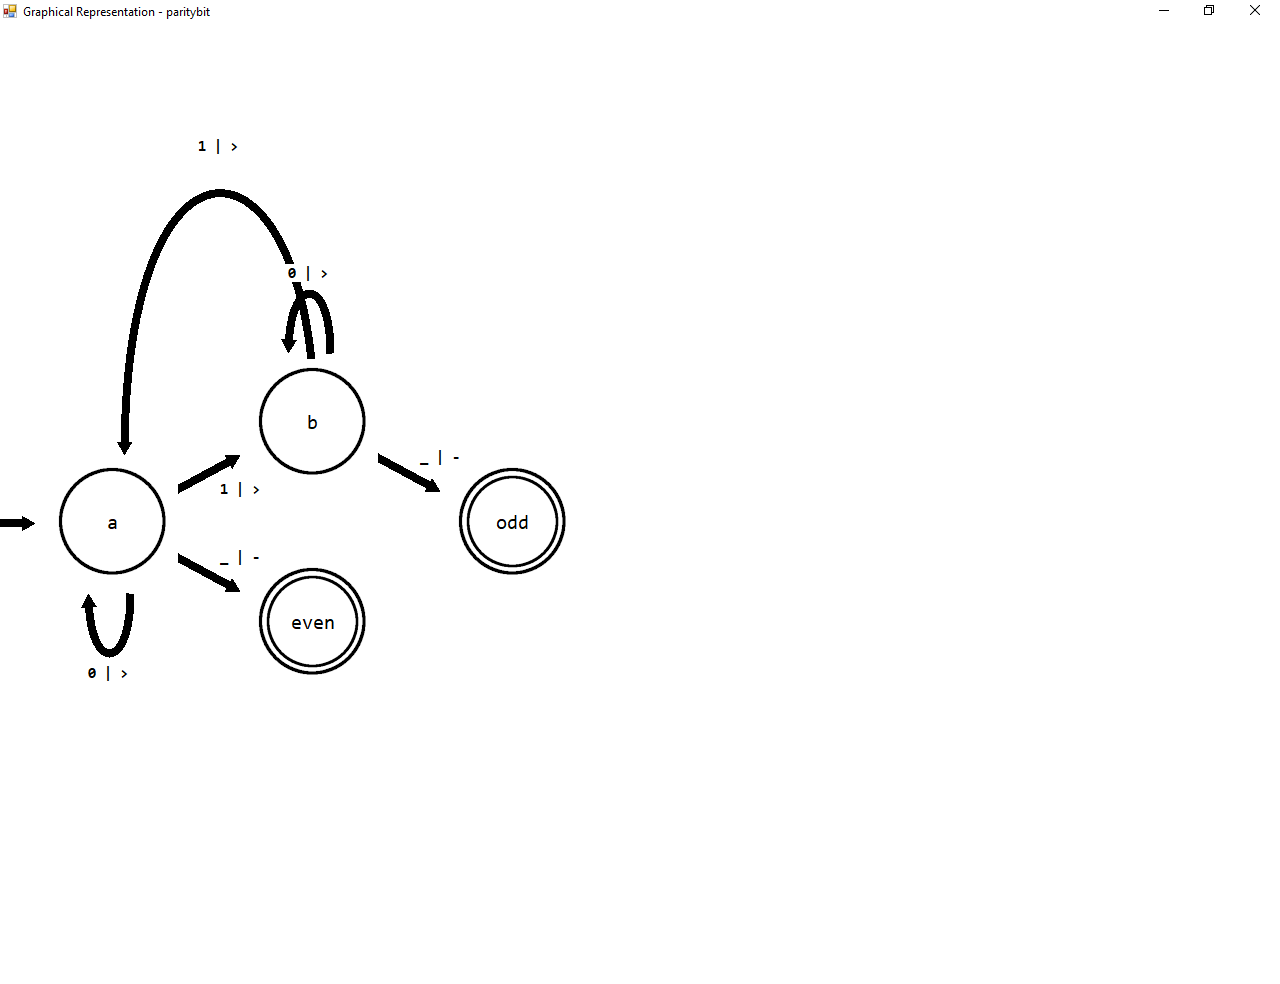 Graphical Representation - paritybit
1 | >
0 | >
b
_ | -
1 | >
a
odd
_ | -
even
0 | >